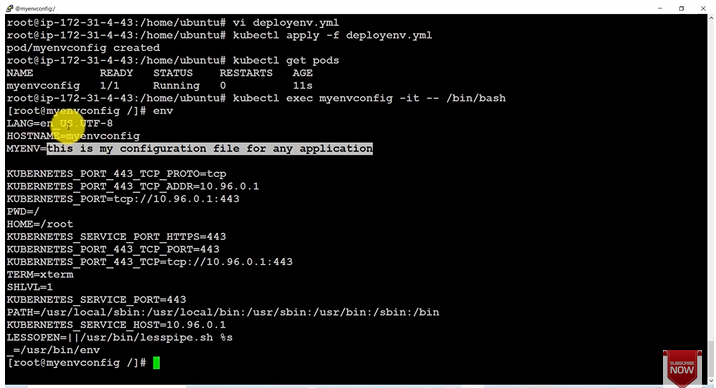 @myenvconfig:/
root@ip-172-31-4-43:/home/ubuntu# vi deployenv.yml
root@ip-172-31-4-43:/home/ubuntu# kubectl apply -f deployenv.yml
pod/myenvconfig created
root@ip-172-31-4-43:/home/ubuntu# kubectl get pods
NAME READY STATUS RESTARTS AGE
myenvconfig 1/1 Running 0 11s
root@ip-172-31-4-43:/home/ubuntu# kubectl exec myenvconfig -it -- /bin/bash
[root@myenvconfig /]# env
LANG=en_US.UTF-8
HOSTNAME=myenvconfig
MYENV=this is my configuration file for any application
KUBERNETES_PORT_443_TCP_PROTO=tcp
KUBERNETES_PORT_443_TCP_ADDR=10.96.0.1
KUBERNETES_PORT=tcp://10.96.0.1:443
PWD=/
HOME=/root
KUBERNETES_SERVICE_PORT_HTTPS=443
KUBERNETES_PORT_443_TCP_PORT=443
KUBERNETES_PORT_443_TCP=tcp://10.96.0.1:443
TERM=xterm
SHLVL=1
KUBERNETES_SERVICE_PORT=443
PATH=/usr/local/sbin:/usr/local/bin:/usr/sbin:/usr/bin:/sbin:/bin
KUBERNETES_SERVICE_HOST=10.96.0.1
LESSOPEN=||/usr/bin/lesspipe.sh %s
_=/usr/bin/env
[root@myenvconfig /]#
SUBSCRIBE
NOW